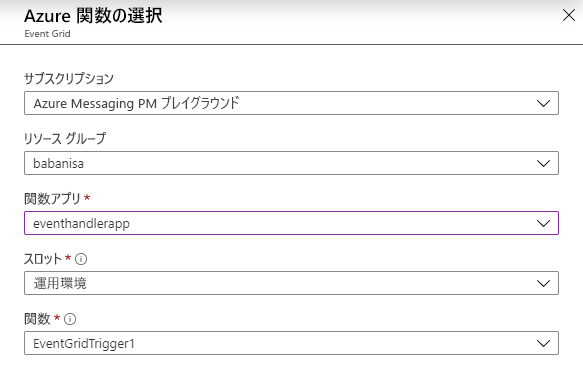 Azure 関数の選択
Event Grid
サブスクリプション
Azure Messaging PM プレイグラウンド
リソース グループ
babanisa
関数アプリ *
eventhandlerapp
スロット *
運用環境
関数 *
EventGridTrigger1